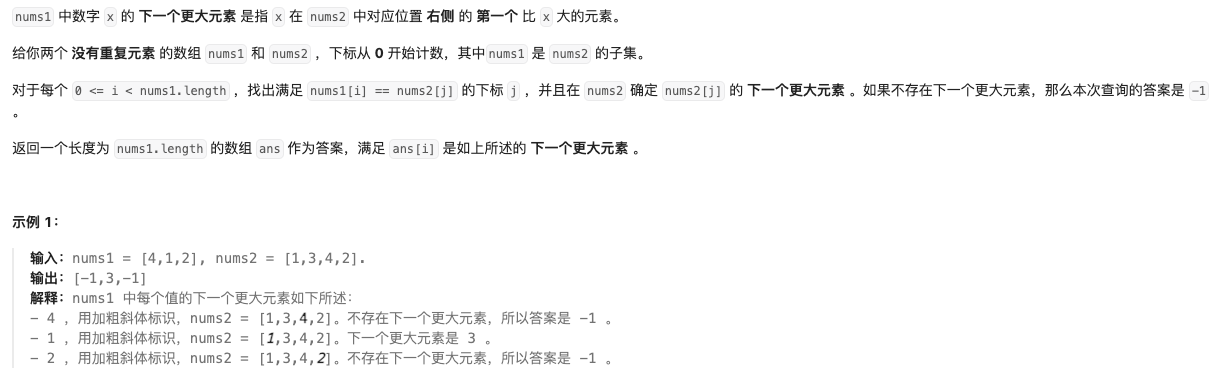 nums1 中数字 x 的 下一个更大元素 是指 x 在 nums2 中对应位置 右侧 的 第一个 比 x 大的元素。
给你两个 没有重复元素 的数组 nums1 和 nums2 ，下标从 0 开始计数，其中nums1 是 nums2 的子集。
对于每个 0 <= i < nums1.length ，找出满足 nums1[i] == nums2[j] 的下标 j ，并且在 nums2 确定 nums2[j] 的 下一个更大元素 。如果不存在下一个更大元素，那么本次查询的答案是 -1
。
返回一个长度为 nums1.length 的数组 ans 作为答案，满足 ans[i] 是如上所述的 下一个更大元素 。
示例 1：
输入：nums1 = [4,1,2], nums2 = [1,3,4,2].
输出：[-1,3,-1]
解释：nums1 中每个值的下一个更大元素如下所述：
- 4 ，用加粗斜体标识，nums2 = [1,3,4,2]。不存在下一个更大元素，所以答案是 -1 。
- 1 ，用加粗斜体标识，nums2 = [1,3,4,2]。下一个更大元素是 3 。
- 2 ，用加粗斜体标识，nums2 = [1,3,4,2]。不存在下一个更大元素，所以答案是 -1 。